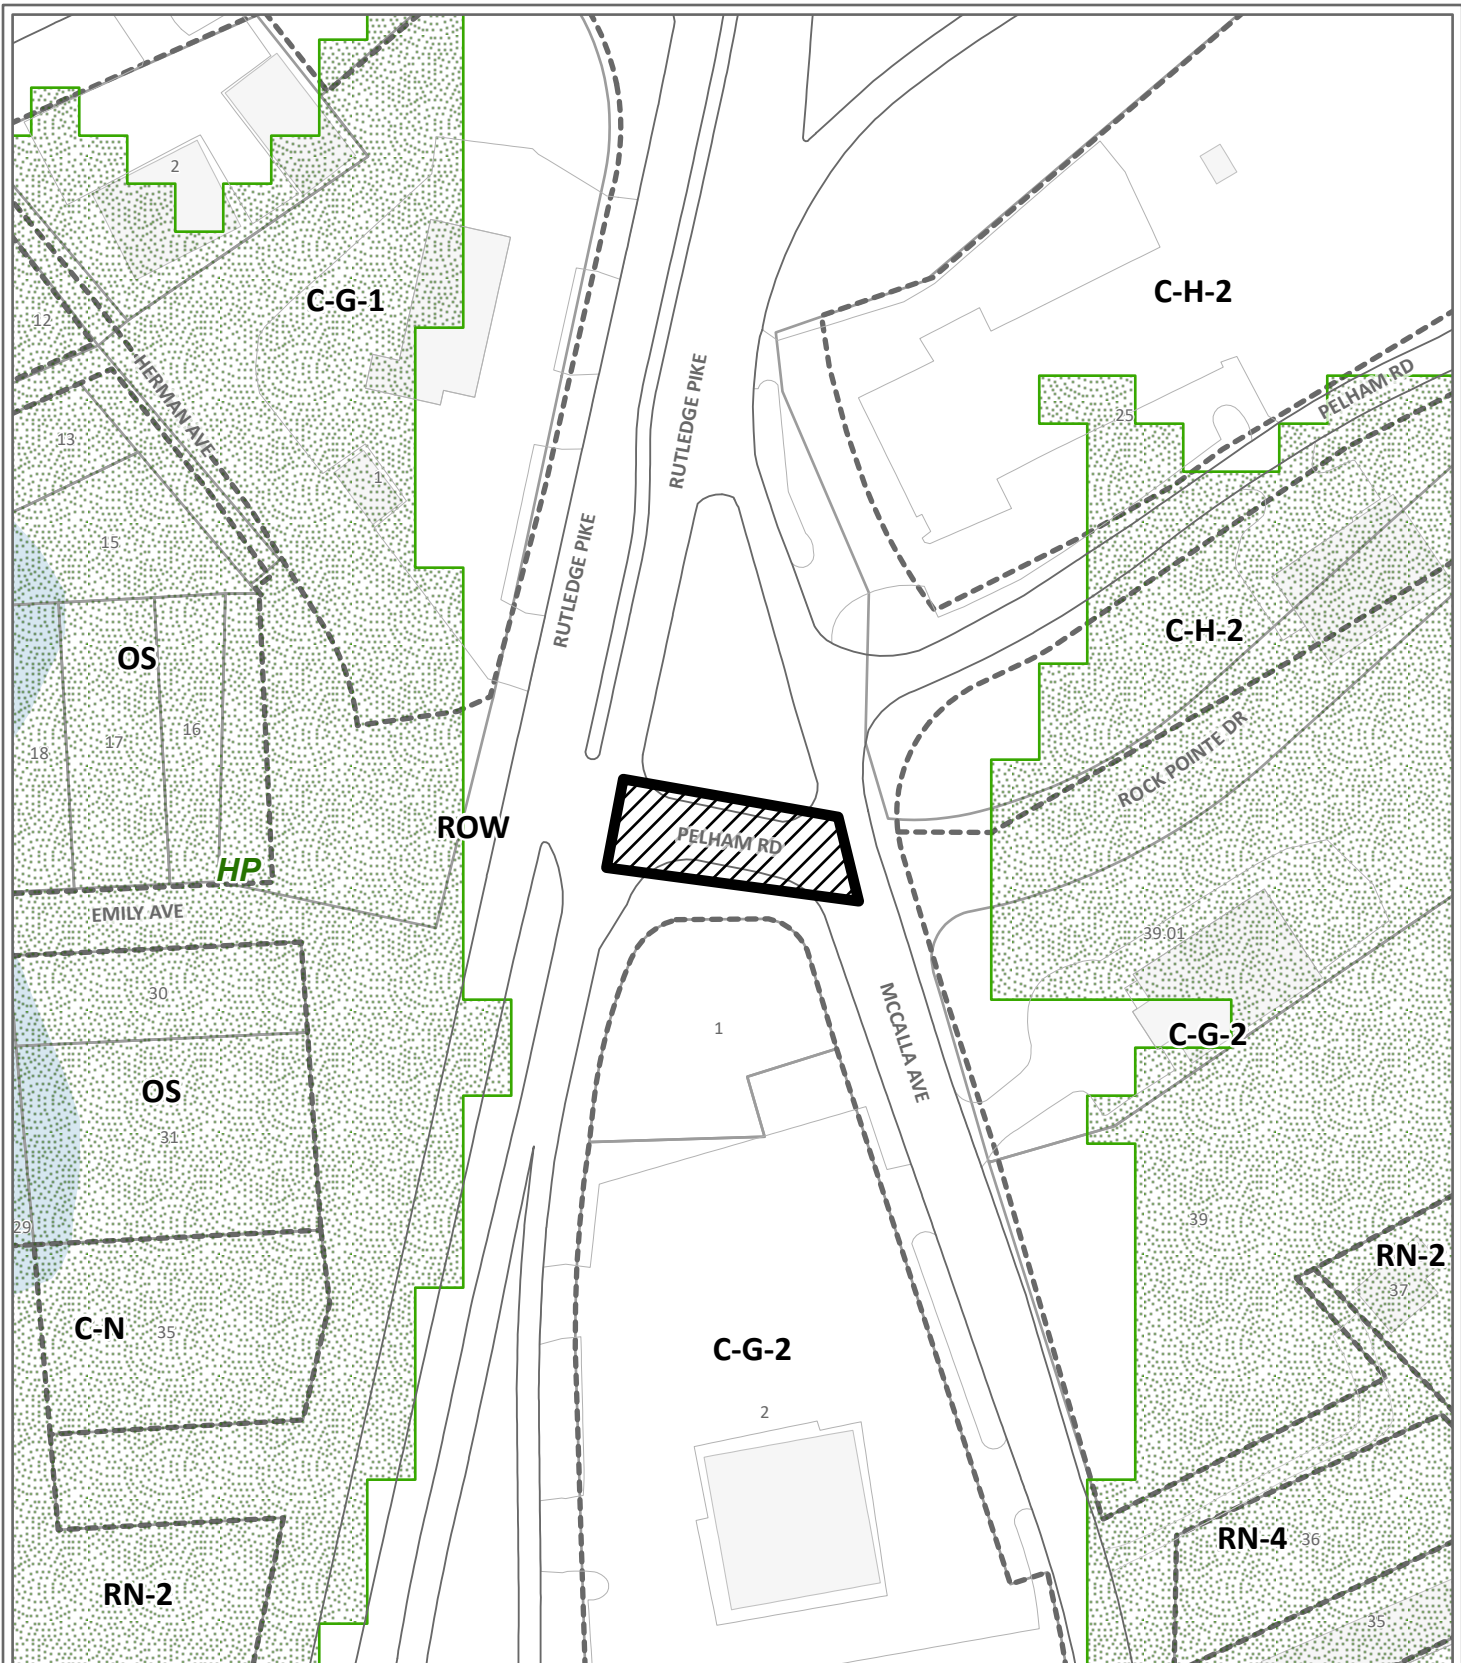 2
C-G-1
C-H-2
12
HERMAN AVE
RUTLEDGE PIKE
PELHAM RD
25
13
1
15
RUTLEDGE PIKE
C-H-2
OS
16
17
18
ROCK POINTE DR
ROW
PELHAM RD
HP
EMILY AVE
39.01
30
1
MCCALLA AVE
C-G-2
OS
31
29
39
RN-2
37
C-N
35
C-G-2
2
RN-4
36
RN-2
35